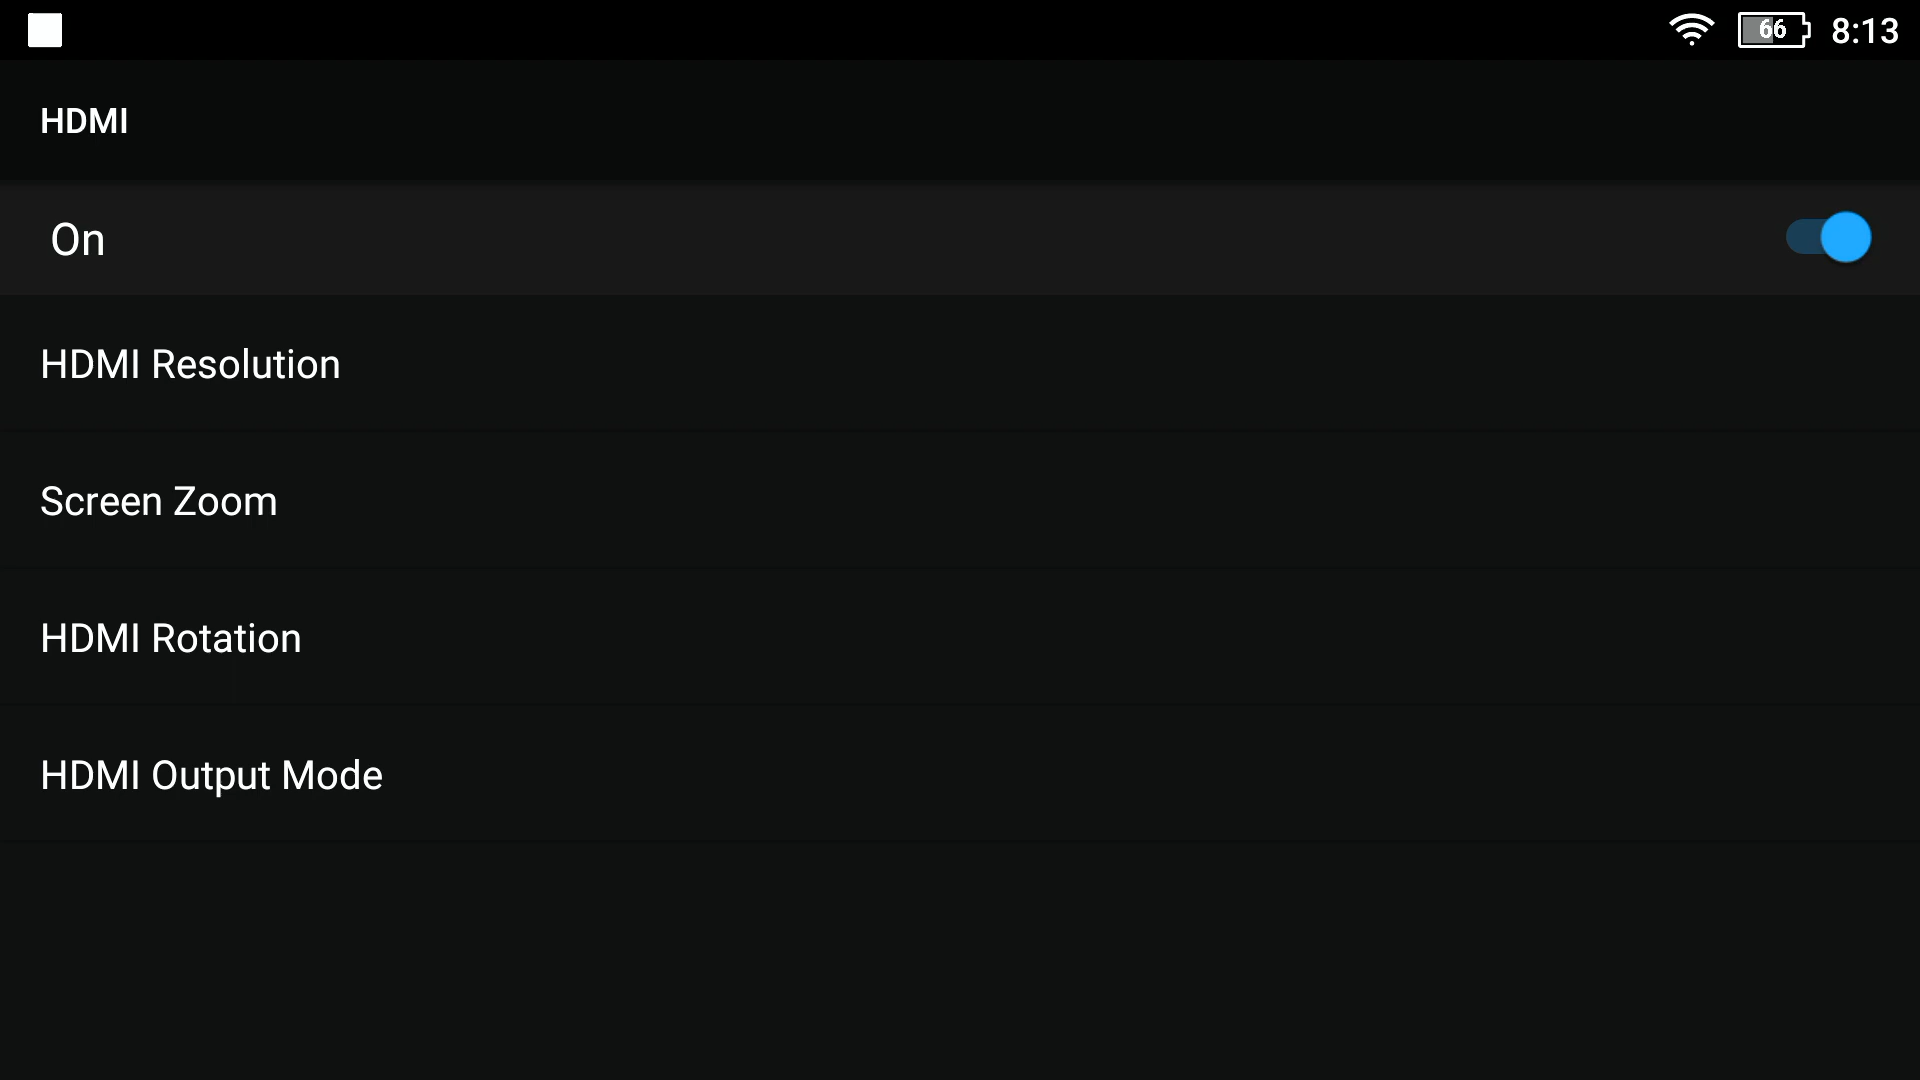 66 8:13
HDMI
On
HDMI Resolution
Screen Zoom
HDMI Rotation
HDMI Output Mode